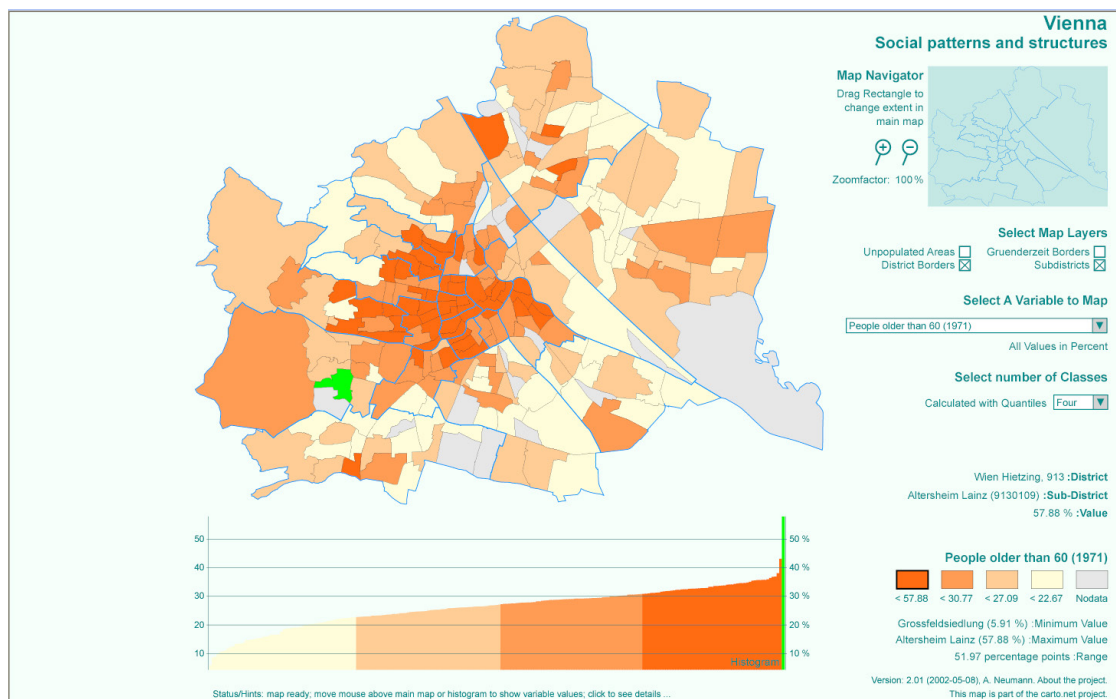 Vienna
Social patterns and structures
Map Navigator
Drag Rectangle to
change extent in
main map
Zoomfactor: 100%
Select Map Layers
Unpopulated Areas Gruenderzeit Borders
District Borders Subdistricts
Select A Variable to Map
People older than 60 (1971)
All Values in Percent
Select number of Classes
Calculated with Quantiles Four
Wien Hietzing, 913 :District
Altersheim Lainz (9130109) :Sub-District
57.88 % :Value
People older than 60 (1971)
< 57.88 < 30.77 < 27.09 < 22.67 Nodata
Grossfeldsiedlung (5.91 %) :Minimum Value
Altersheim Lainz (57.88 %) :Maximum Value
51.97 percentage points :Range
Version: 2.01 (2002-05-08), A. Neumann. About the project.
This map is part of the carto.net project.
50 50 %
40 40 %
30 30 %
20 20 %
10 10 %
Histogram
Status/Hints: map ready; move mouse above main map or histogram to show variable values; click to see details ...